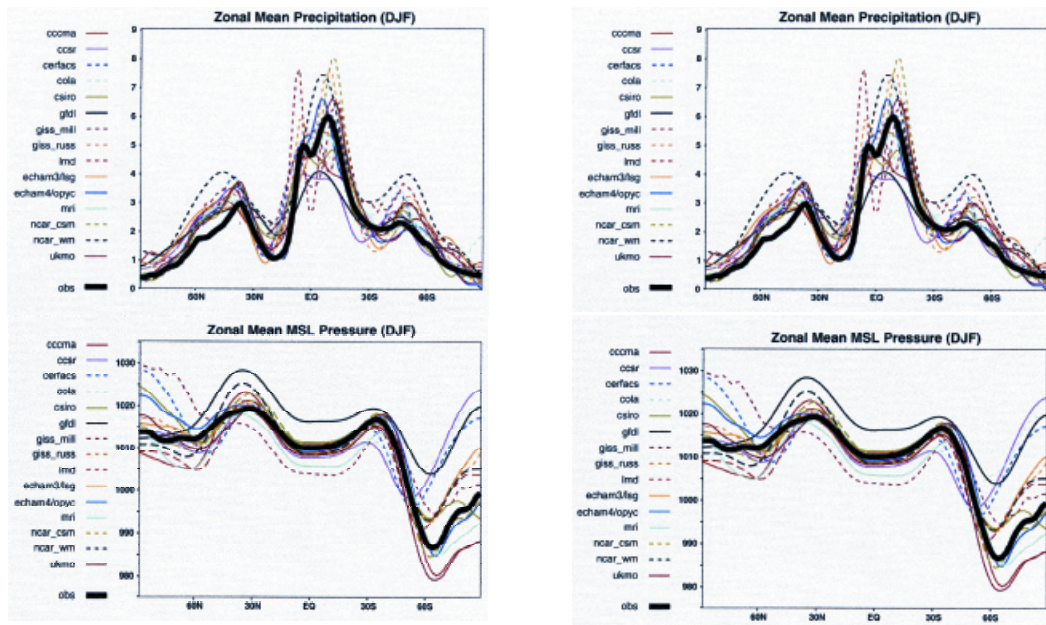 Zonal Mean Precipitation (DJF)
cccma
ccsr
cerfacs
cola
csiro
gfdl
giss_mill
giss_russ
lmd
echam3/lsg
echam4/opyc
mri
ncar_csm
ncar_wm
ukmo
obs
9
8
7
6
5
4
3
2
1
0
60N 30N EQ 30S 60S
Zonal Mean Precipitation (DJF)
cccma
ccsr
cerfacs
cola
csiro
gfdl
giss_mill
giss_russ
lmd
echam3/lsg
echam4/opyc
mri
ncar_csm
ncar_wm
ukmo
obs
9
8
7
6
5
4
3
2
1
0
60N 30N EQ 30S 60S
Zonal Mean MSL Pressure (DJF)
cccma
ccsr
cerfacs
cola
csiro
gfdl
giss_mill
giss_russ
lmd
echam3/lsg
echam4/opyc
mri
ncar_csm
ncar_wm
ukmo
obs
1030
1020
1010
1000
990
980
60N 30N EQ 30S 60S
Zonal Mean MSL Pressure (DJF)
cccma
ccsr
cerfacs
cola
csiro
gfdl
giss_mill
giss_russ
lmd
echam3/lsg
echam4/opyc
mri
ncar_csm
ncar_wm
ukmo
obs
1030
1020
1010
1000
990
980
60N 30N EQ 30S 60S